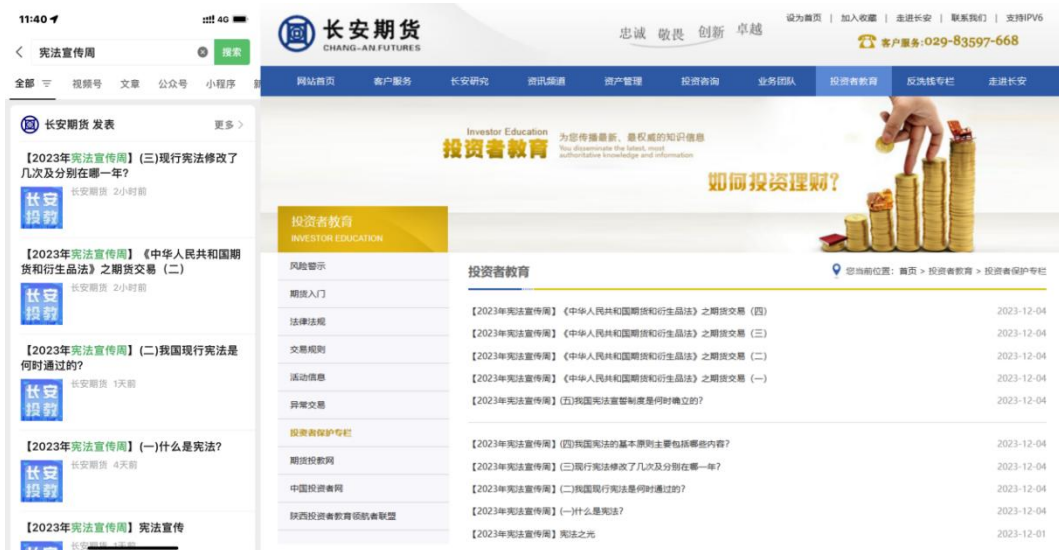 11:40
4G
宪法宣传周
搜索
全部
视频号
文章
公众号
小程序
长安期货 发表
更多
【2023年宪法宣传周】(三)现行宪法修改了
几次及分别在哪一年?
长安投教
长安期货 2小时前
【2023年宪法宣传周】《中华人民共和国期
货和衍生品法》之期货交易（二）
长安投教
长安期货 2小时前
【2023年宪法宣传周】(二)我国现行宪法是
何时通过的?
长安投教
长安期货 1天前
【2023年宪法宣传周】(一)什么是宪法?
长安投教
长安期货 4天前
【2023年宪法宣传周】宪法宣传
长安期货
长安期货
CHANG-AN FUTURES
忠诚 敬畏 创新 卓越
设为首页 | 加入收藏 | 走进长安 | 联系我们 | 支持IPV6
客户服务:029-83597-668
网站首页 客户服务 长安研究 资讯频道 资产管理 投资咨询 业务团队 投资者教育 反洗钱专栏 走进长安
Investor Education
投资者教育
为您传播最新、最权威的知识信息
You disseminate the latest, most
authoritative knowledge and information
如何投资理财?
投资者教育
INVESTOR EDUCATION
风险警示
期货入门
法律法规
交易规则
活动信息
异常交易
投资者保护专栏
期货投教网
中国投资者网
陕西投资者教育领航者联盟
投资者教育
您当前位置: 首页 > 投资者教育 > 投资者保护专栏
【2023年宪法宣传周】《中华人民共和国期货和衍生品法》之期货交易（四） 2023-12-04
【2023年宪法宣传周】《中华人民共和国期货和衍生品法》之期货交易（三） 2023-12-04
【2023年宪法宣传周】《中华人民共和国期货和衍生品法》之期货交易（二） 2023-12-04
【2023年宪法宣传周】《中华人民共和国期货和衍生品法》之期货交易（一） 2023-12-04
【2023年宪法宣传周】(五)我国宪法宣誓制度是何时确立的? 2023-12-04
【2023年宪法宣传周】(四)我国宪法的基本原则主要包括哪些内容? 2023-12-04
【2023年宪法宣传周】(三)现行宪法修改了几次及分别在哪一年? 2023-12-04
【2023年宪法宣传周】(二)我国现行宪法是何时通过的? 2023-12-04
【2023年宪法宣传周】(一)什么是宪法? 2023-12-04
【2023年宪法宣传周】宪法之光 2023-12-01